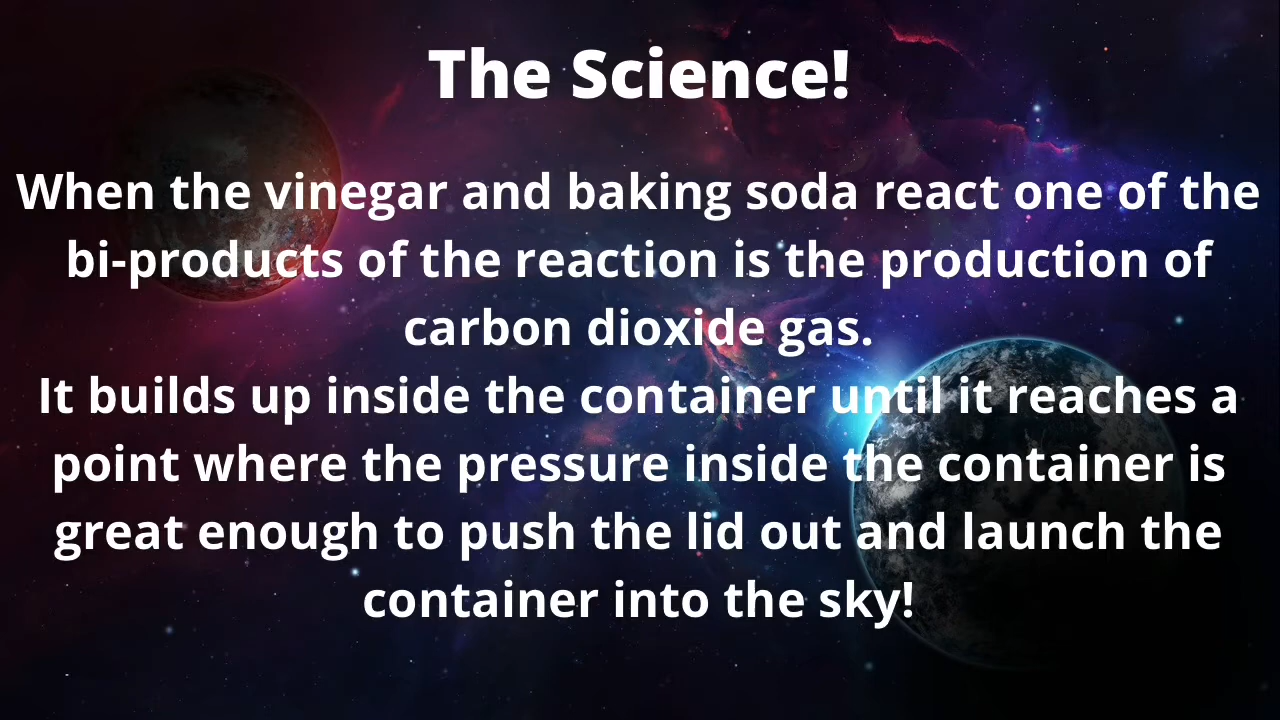 The Science!
When the vinegar and baking soda react one of the
bi-products of the reaction is the production of
carbon dioxide gas.
It builds up inside the container until it reaches a
point where the pressure inside the container is
great enough to push the lid out and launch the
container into the sky!